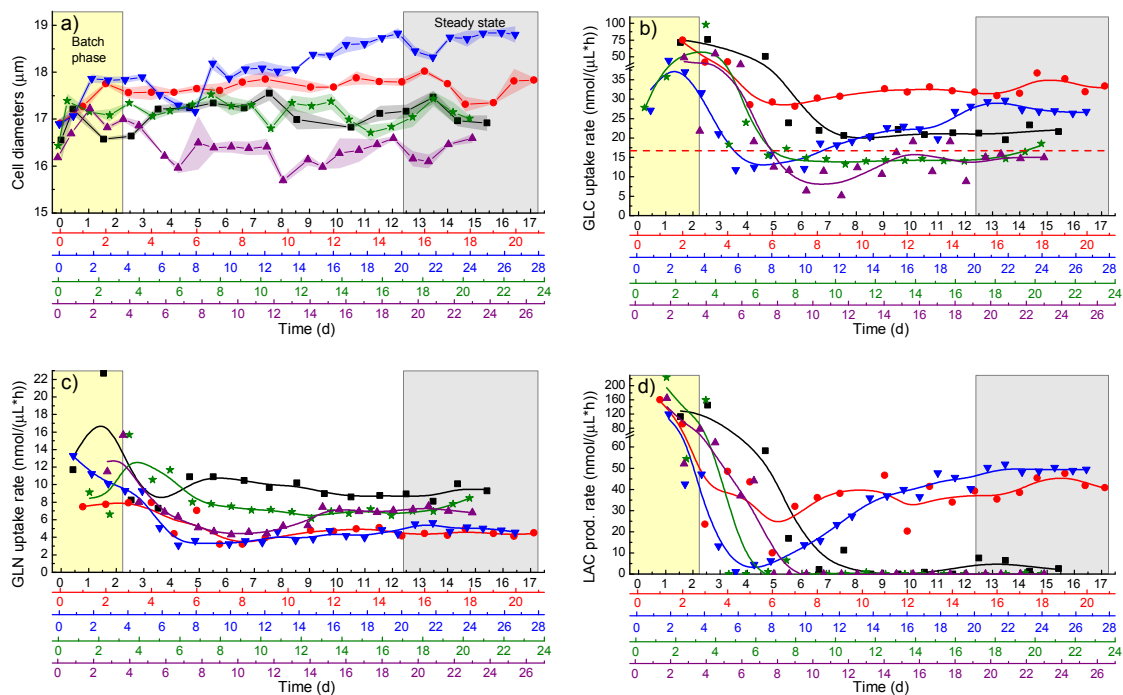 a)
Batch
phase
Steady state
Cell diameters (μm)
19
18
17
16
15
0 1 2 3 4 5 6 7 8 9 10 11 12 13 14 15 16 17
0 2 4 6 8 10 12 14 16 18 20
0 2 4 6 8 10 12 14 16 18 20 22 24 26 28
0 2 4 6 8 10 12 14 16 18 20 22 24
0 2 4 6 8 10 12 14 16 18 20 22 24 26
Time (d)
b)
GLC uptake rate (nmol/(μL*h))
100
75
50
35
30
25
20
15
10
5
0
0 1 2 3 4 5 6 7 8 9 10 11 12 13 14 15 16 17
0 2 4 6 8 10 12 14 16 18 20
0 2 4 6 8 10 12 14 16 18 20 22 24 26 28
0 2 4 6 8 10 12 14 16 18 20 22 24
0 2 4 6 8 10 12 14 16 18 20 22 24 26
Time (d)
c)
GLN uptake rate (nmol/(μL*h))
22
20
18
16
14
12
10
8
6
4
2
0
0 1 2 3 4 5 6 7 8 9 10 11 12 13 14 15 16 17
0 2 4 6 8 10 12 14 16 18 20
0 2 4 6 8 10 12 14 16 18 20 22 24 26 28
0 2 4 6 8 10 12 14 16 18 20 22 24
0 2 4 6 8 10 12 14 16 18 20 22 24 26
Time (d)
d)
LAC prod. rate (nmol/(μL*h))
200
160
120
80
60
50
40
30
20
10
0
0 1 2 3 4 5 6 7 8 9 10 11 12 13 14 15 16 17
0 2 4 6 8 10 12 14 16 18 20
0 2 4 6 8 10 12 14 16 18 20 22 24 26 28
0 2 4 6 8 10 12 14 16 18 20 22 24
0 2 4 6 8 10 12 14 16 18 20 22 24 26
Time (d)